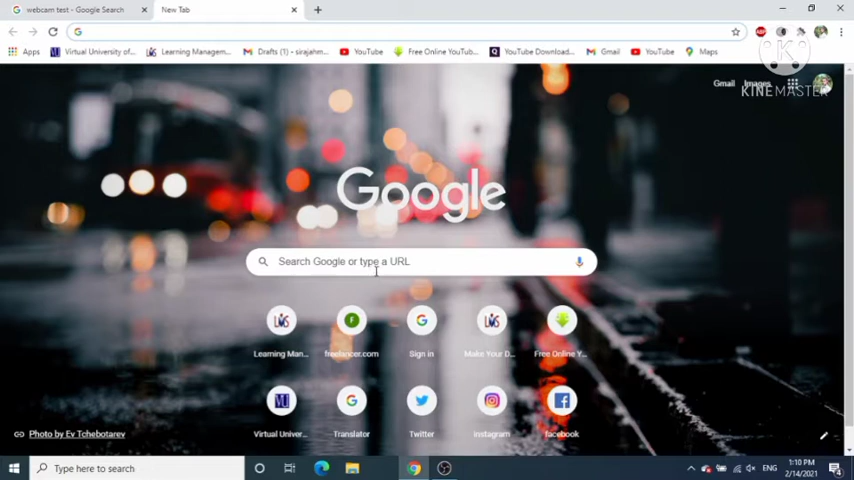 webcam test - Google Search
New Tab
Apps
Virtual University of...
Learning Managem...
Drafts (1) - sirajahm...
YouTube
Free Online YouTub...
YouTube Download...
Gmail
YouTube
Maps
Gmail
Images
K
KINEMASTER
Google
Search Google or type a URL
Learning Man...
freelancer.com
Sign in
Make Your D...
Free Online Y...
Virtual Univer...
Translator
Twitter
instagram
facebook
Photo by Ev Tchebotarev
Type here to search
ENG
1:10 PM
2/14/2021